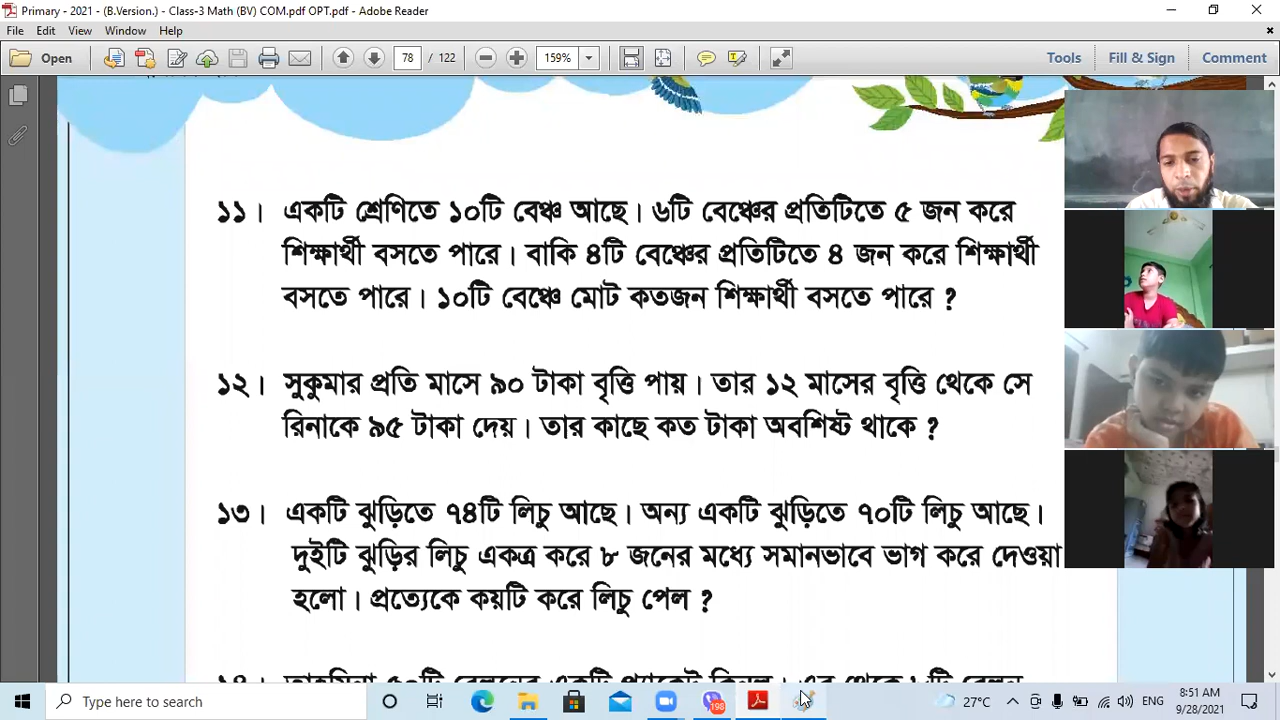 Primary - 2021 - (B.Version.) - Class-3 Math (BV) COM.pdf OPT.pdf - Adobe Reader
File Edit View Window Help
Open 78 / 122 159% Tools Fill & Sign Comment
১১। একটি শ্রেণিতে ১০টি বেঞ্চ আছে। ৬টি বেঞ্চের প্রতিটিতে ৫ জন করে
শিক্ষার্থী বসতে পারে। বাকি ৪টি বেঞ্চের প্রতিটিতে ৪ জন করে শিক্ষার্থী
বসতে পারে। ১০টি বেঞ্চে মোট কতজন শিক্ষার্থী বসতে পারে ?
১২। সুকুমার প্রতি মাসে ৯০ টাকা বৃত্তি পায়। তার ১২ মাসের বৃত্তি থেকে সে
রিনাকে ৯৫ টাকা দেয়। তার কাছে কত টাকা অবশিষ্ট থাকে ?
১৩। একটি ঝুড়িতে ৭৪টি লিচু আছে। অন্য একটি ঝুড়িতে ৭০টি লিচু আছে।
দুইটি ঝুড়ির লিচু একত্র করে ৮ জনের মধ্যে সমানভাবে ভাগ করে দেওয়া
হলো। প্রত্যেকে কয়টি করে লিচু পেল ?
Type here to search 198 27°C ENG 8:51 AM
9/28/2021